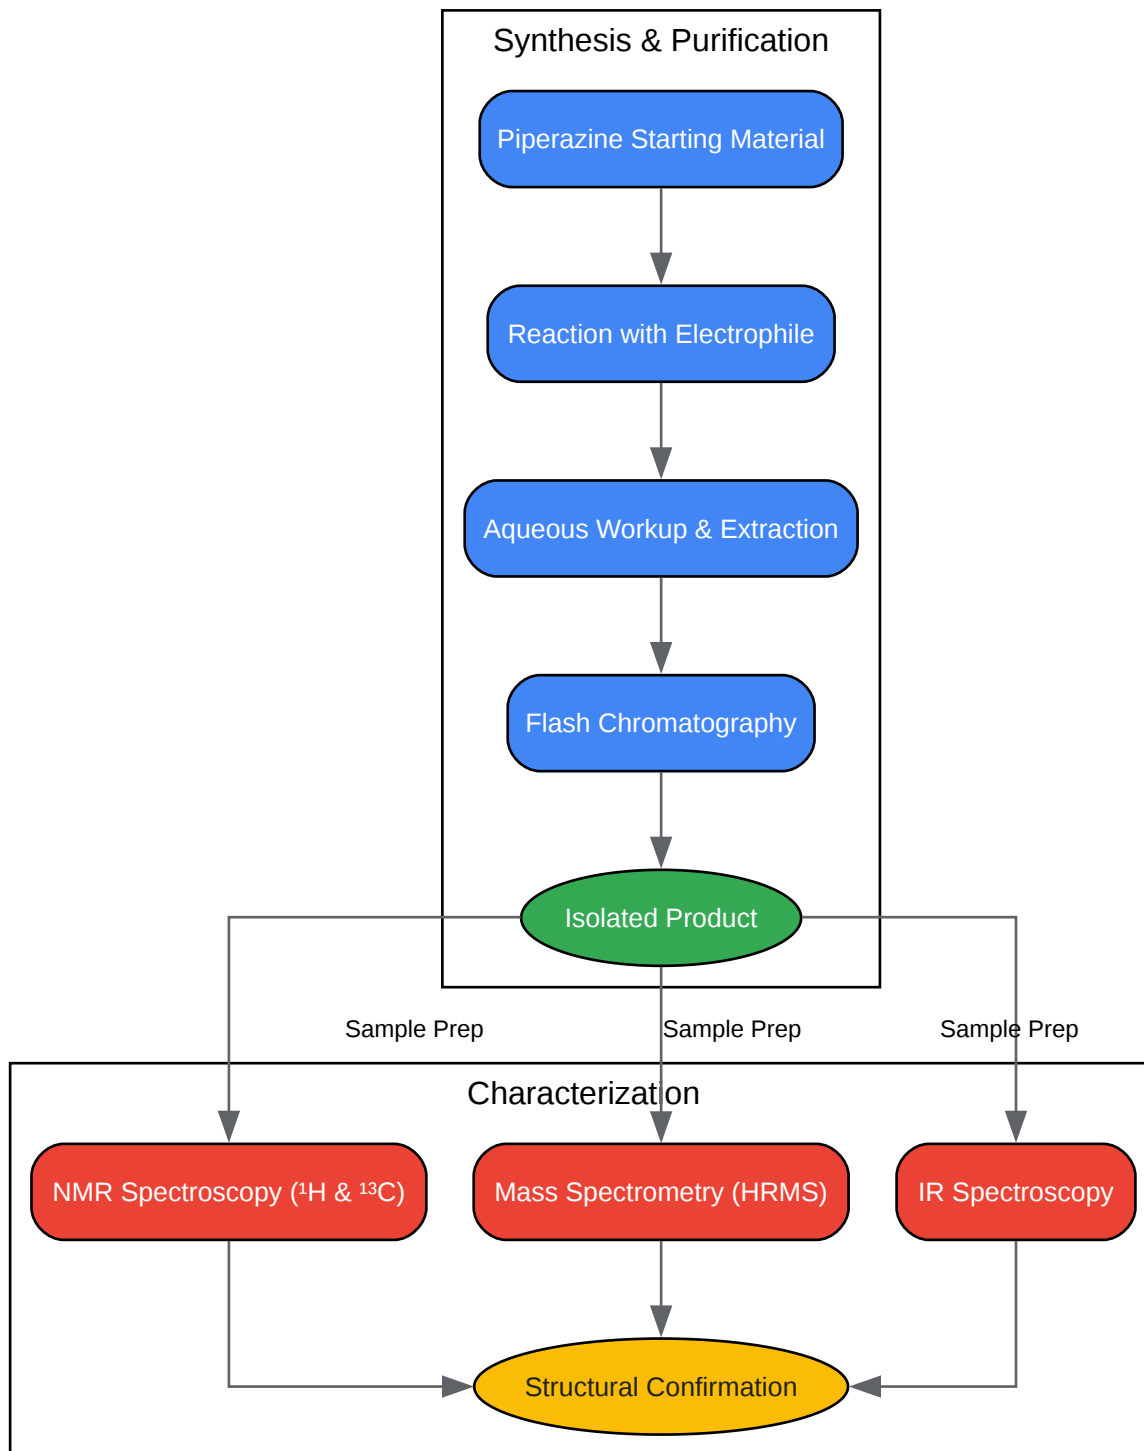 Synthesis & Purification
Piperazine Starting Material
Reaction with Electrophile
Aqueous Workup & Extraction
Flash Chromatography
Isolated Product
Sample Prep
Sample Prep
Sample Prep
Characterization
NMR Spectroscopy (¹H & ¹³C)
Mass Spectrometry (HRMS)
IR Spectroscopy
Structural Confirmation